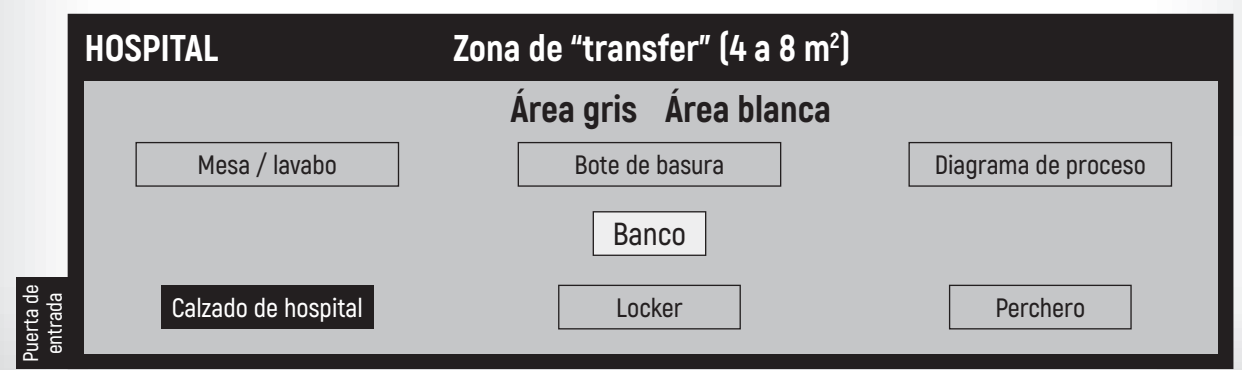 HOSPITAL
Zona de “transfer” (4 a 8 m²)
Área gris Área blanca
Mesa / lavabo
Bote de basura
Diagrama de proceso
Banco
Puerta de
entrada
Calzado de hospital
Locker
Perchero